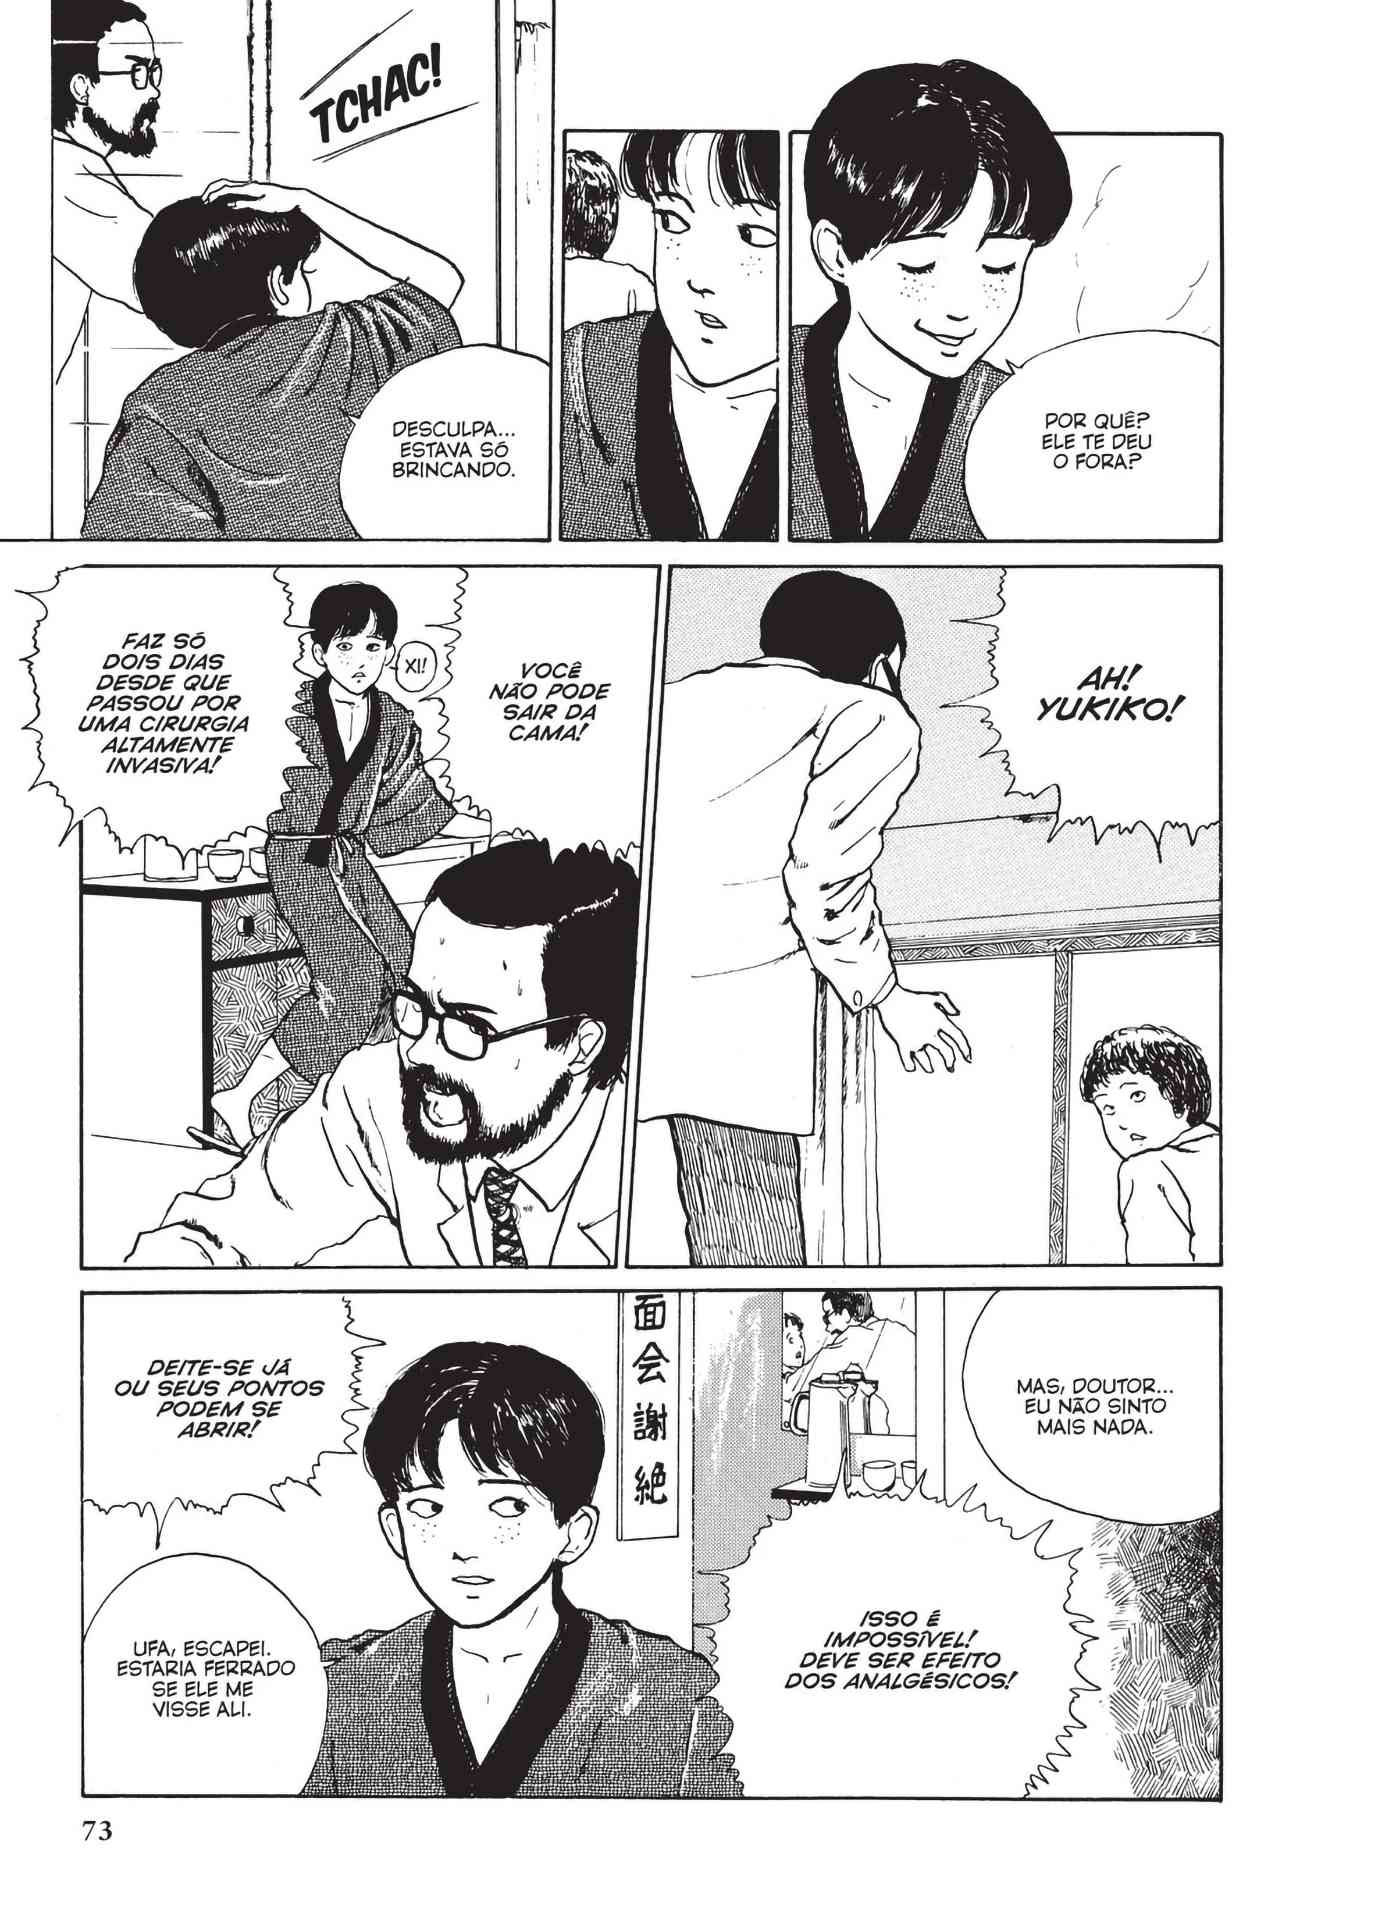 POR QUÊ?
ELE TE DEU
O FORA?
TCHAC!
DESCULPA...
ESTAVA SÓ
BRINCANDO.
AH!
YUKIKO!
VOCÊ
NÃO PODE
SAIR DA
CAMA!
XI!
FAZ SÓ
DOIS DIAS
DESDE QUE
PASSOU POR
UMA CIRURGIA
ALTAMENTE
INVASIVA!
MAS, DOUTOR...
EU NÃO SINTO
MAIS NADA.
ISSO É
IMPOSSÍVEL!
DEVE SER EFEITO
DOS ANALGÉSICOS!
面会謝絶
DEITE-SE JÁ
OU SEUS PONTOS
PODEM SE
ABRIR!
UFA, ESCAPEI.
ESTARIA FERRADO
SE ELE ME
VISSE ALI.
73